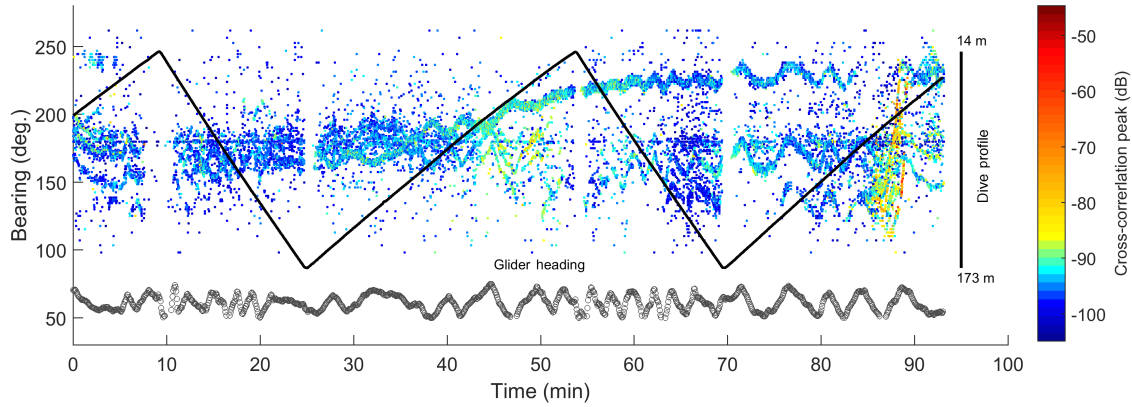 250
200
150
100
50
Bearing (deg.)
0 10 20 30 40 50 60 70 80 90 100
Time (min)
Glider heading
14 m
Dive profile
173 m
-50
-60
-70
-80
-90
-100
Cross-correrlation peak (dB)